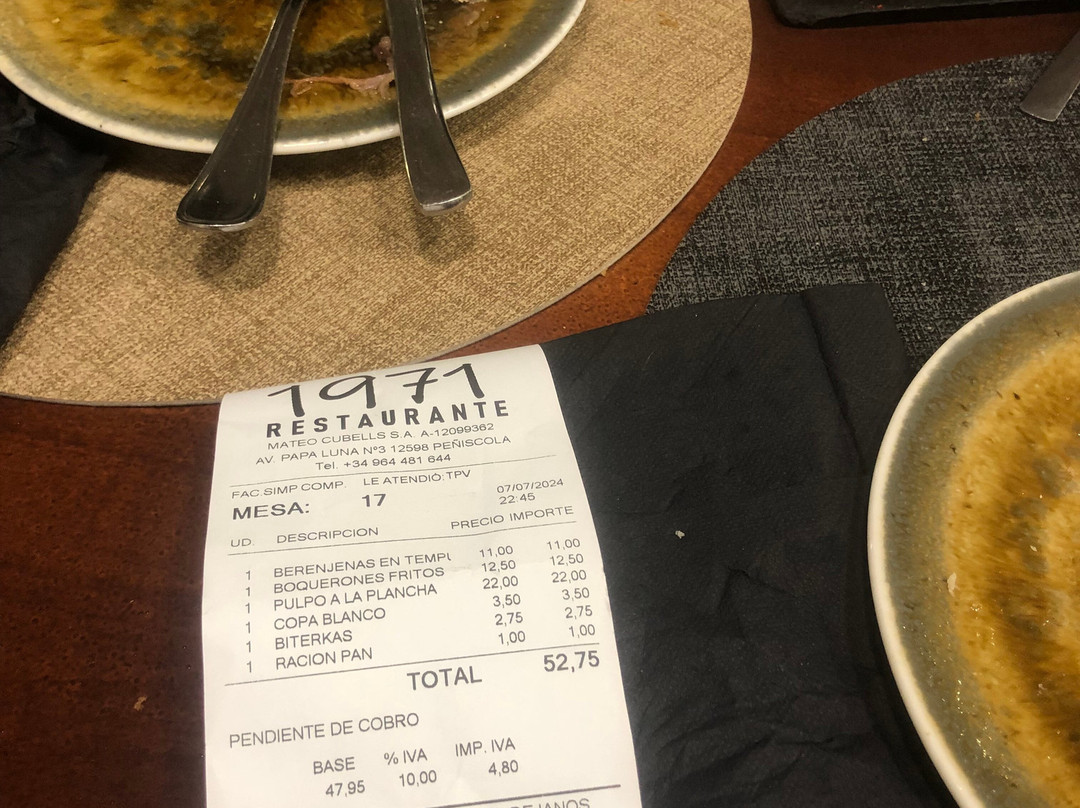 1971
RESTAURANTE
MATEO CUBELLS S.A. A-12099362
AV. PAPA LUNA Nº3 12598 PEÑISCOLA
Tel. +34 964 481 644
FAC.SIMP COMP. LE ATENDIÓ:TPV
MESA: 17 07/07/2024
22:45
UD. DESCRIPCION PRECIO IMPORTE
1 BERENJENAS EN TEMPU 11,00 11,00
1 BOQUERONES FRITOS 12,50 12,50
1 PULPO A LA PLANCHA 22,00 22,00
1 COPA BLANCO 3,50 3,50
1 BITERKAS 2,75 2,75
1 RACION PAN 1,00 1,00
TOTAL 52,75
PENDIENTE DE COBRO
BASE % IVA IMP. IVA
47,95 10,00 4,80